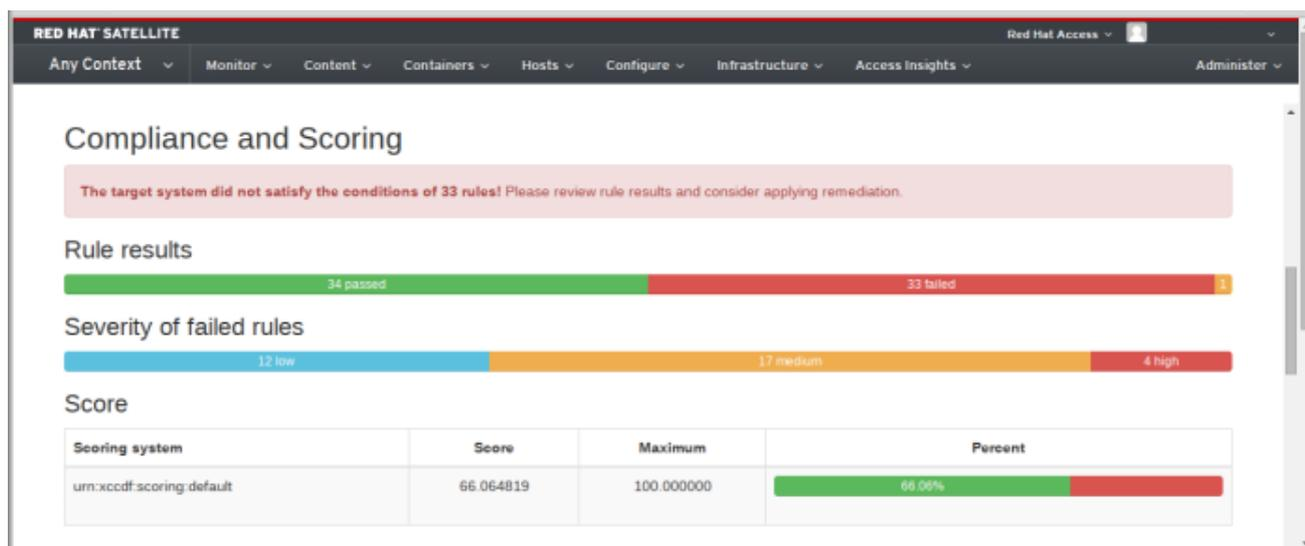 RED HAT SATELLITE
Red Hat Access
Any Context Monitor Content Containers Hosts Configure Infrastructure Access Insights Administer
Compliance and Scoring
The target system did not satisfy the conditions of 33 rules! Please review rule results and consider applying remediation.
Rule results
34 passed 33 failed 1
Severity of failed rules
12 low 17 medium 4 high
Score
Scoring system Score Maximum Percent
urn:xccdf:scoring:default 66.064819 100.000000 66.06%